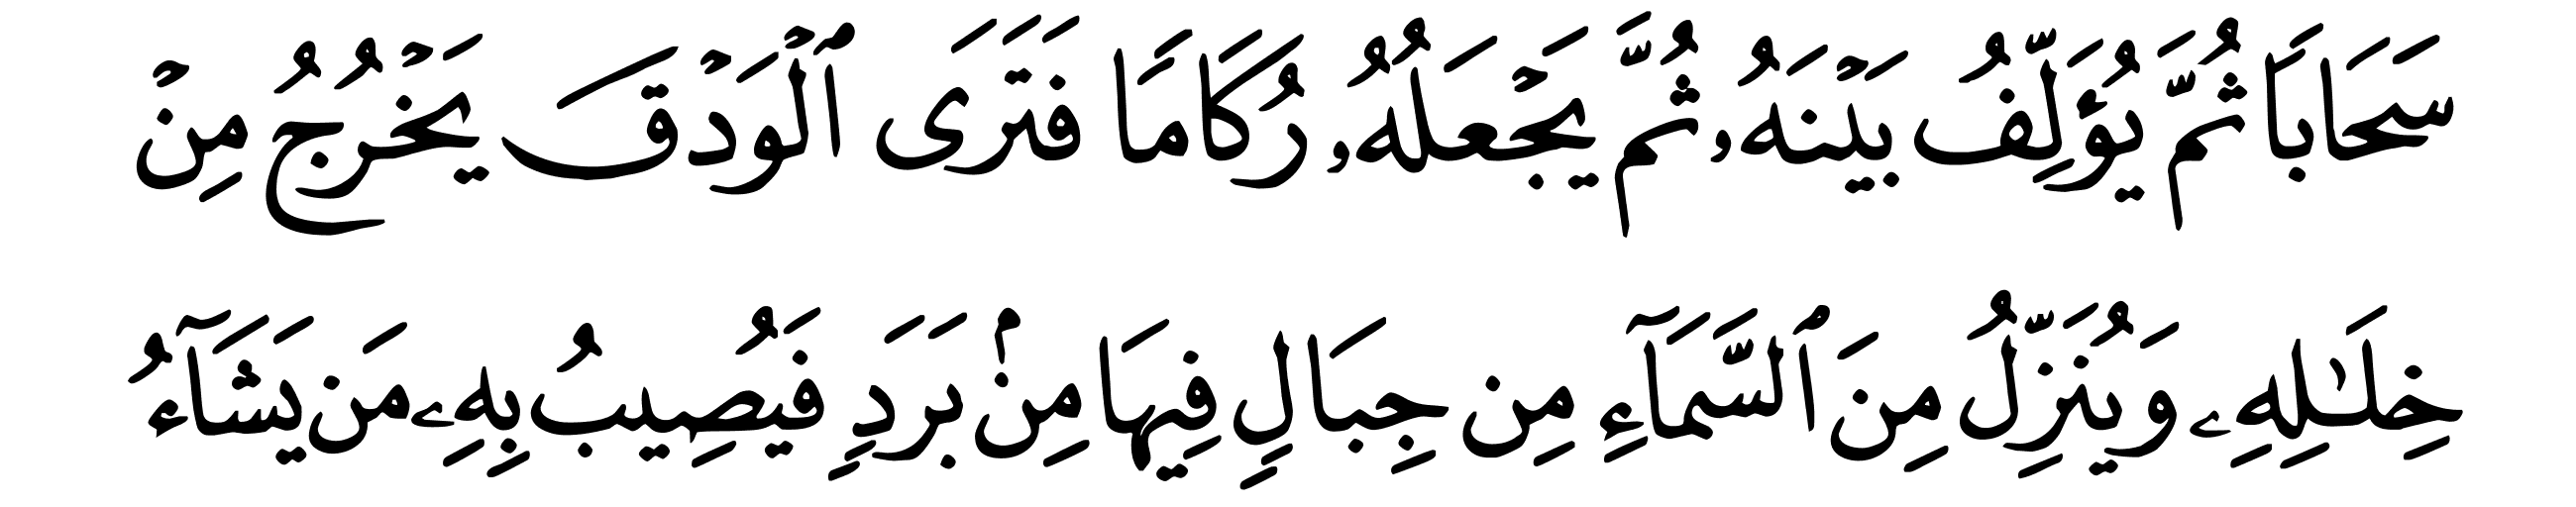 سَحَابًا ثُمَّ يُؤَلِّفُ بَيْنَهُۥ ثُمَّ يَجْعَلُهُۥ رُكَامًا فَتَرَى ٱلْوَدْقَ يَخْرُجُ مِنْ
خِلَٰلِهِۦ وَيُنَزِّلُ مِنَ ٱلسَّمَآءِ مِن جِبَالٍ فِيهَا مِنۢ بَرَدٍ فَيُصِيبُ بِهِۦ مَن يَشَآءُ